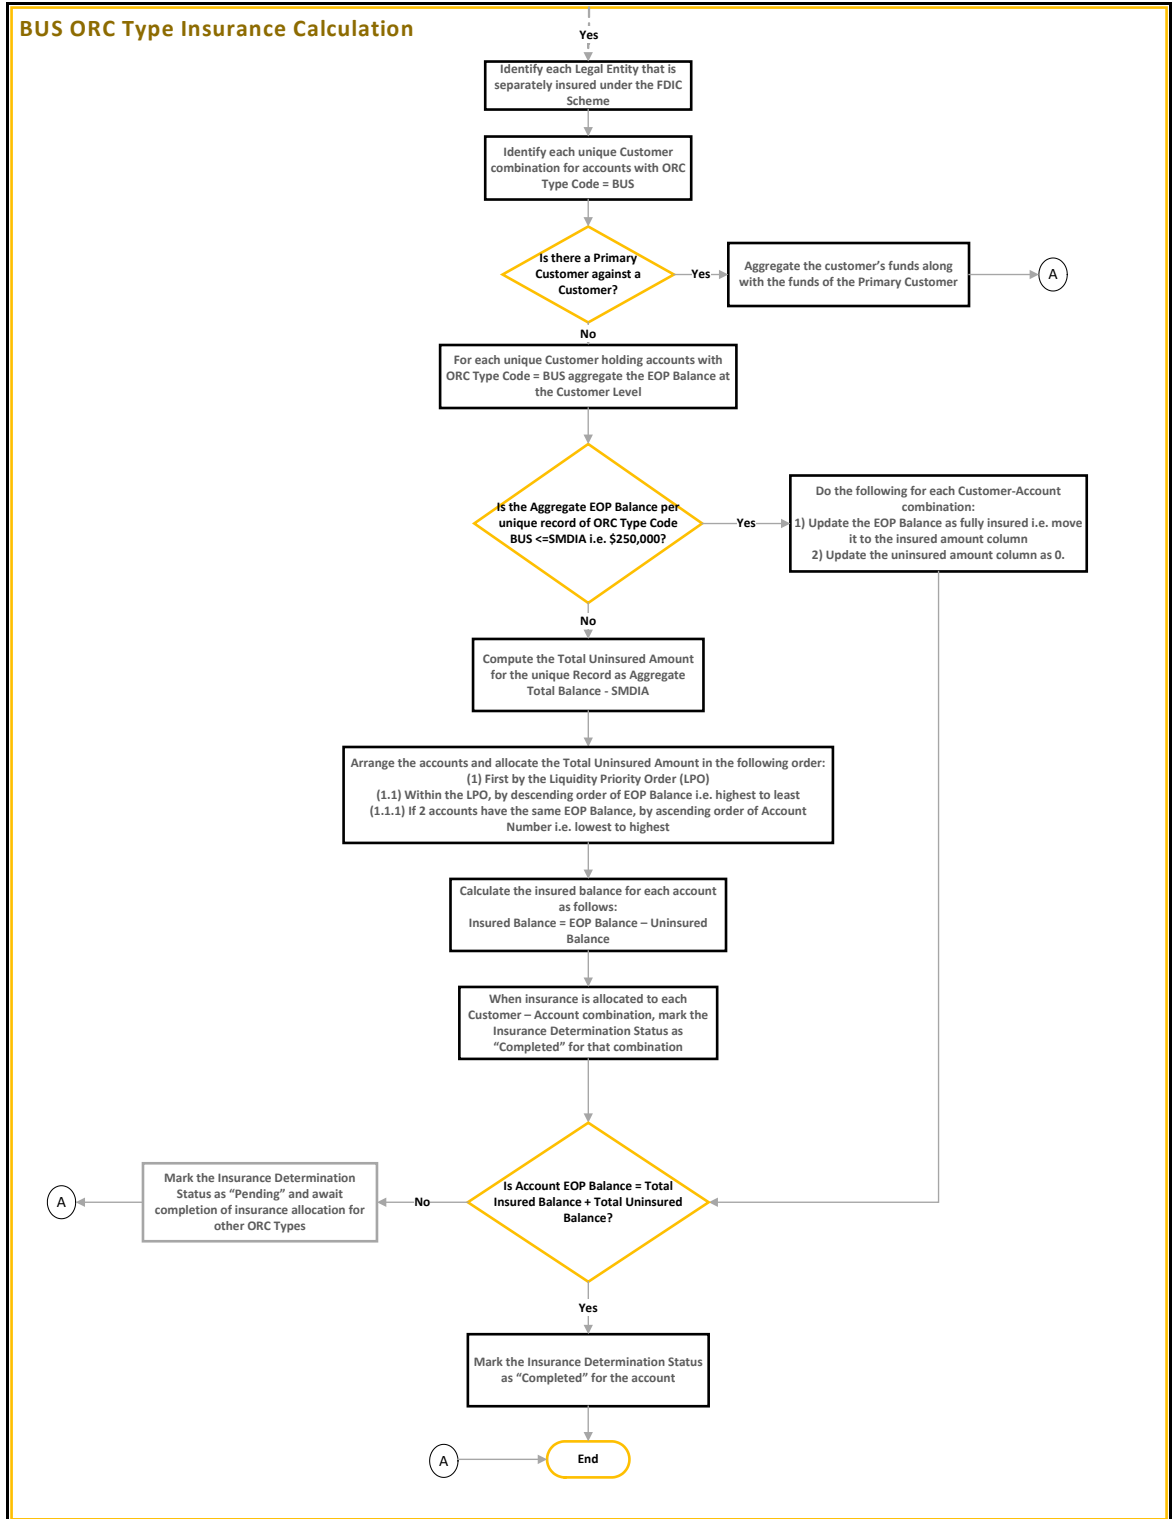 BUS ORC Type Insurance Calculation
Yes
Identify each Legal Entity that is
separately insured under the FDIC
Scheme
Identify each unique Customer
combination for accounts with ORC
Type Code = BUS
Is there a Primary
Customer against a
Customer?
Yes
Aggregate the customer's funds along
with the funds of the Primary Customer
A
No
For each unique Customer holding accounts with
ORC Type Code = BUS aggregate the EOP Balance at
the Customer Level
Is the Aggregate EOP Balance per
unique record of ORC Type Code
BUS <=SMDIA i.e. $250,000?
Yes
Do the following for each Customer-Account
combination:
1) Update the EOP Balance as fully insured i.e. move
it to the insured amount column
2) Update the uninsured amount column as 0.
No
Compute the Total Uninsured Amount
for the unique Record as Aggregate
Total Balance - SMDIA
Arrange the accounts and allocate the Total Uninsured Amount in the following order:
(1) First by the Liquidity Priority Order (LPO)
(1.1) Within the LPO, by descending order of EOP Balance i.e. highest to least
(1.1.1) If 2 accounts have the same EOP Balance, by ascending order of Account
Number i.e. lowest to highest
Calculate the insured balance for each account
as follows:
Insured Balance = EOP Balance – Uninsured
Balance
When insurance is allocated to each
Customer – Account combination, mark the
Insurance Determination Status as
“Completed” for that combination
Is Account EOP Balance = Total
Insured Balance + Total Uninsured
Balance?
No
Mark the Insurance Determination
Status as “Pending” and await
completion of insurance allocation for
other ORC Types
A
Yes
Mark the Insurance Determination Status
as “Completed” for the account
A
End